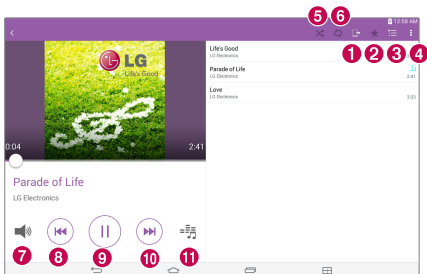 5 6
12:58 AM
1 2 3 4
LG
Life's Good
0:04
2:41
Parade of Life
LG Electronics
7 8 9 10 11
Life's Good
LG Electronics
Parade of Life
LG Electronics
2:41
Love
LG Electronics
3:03